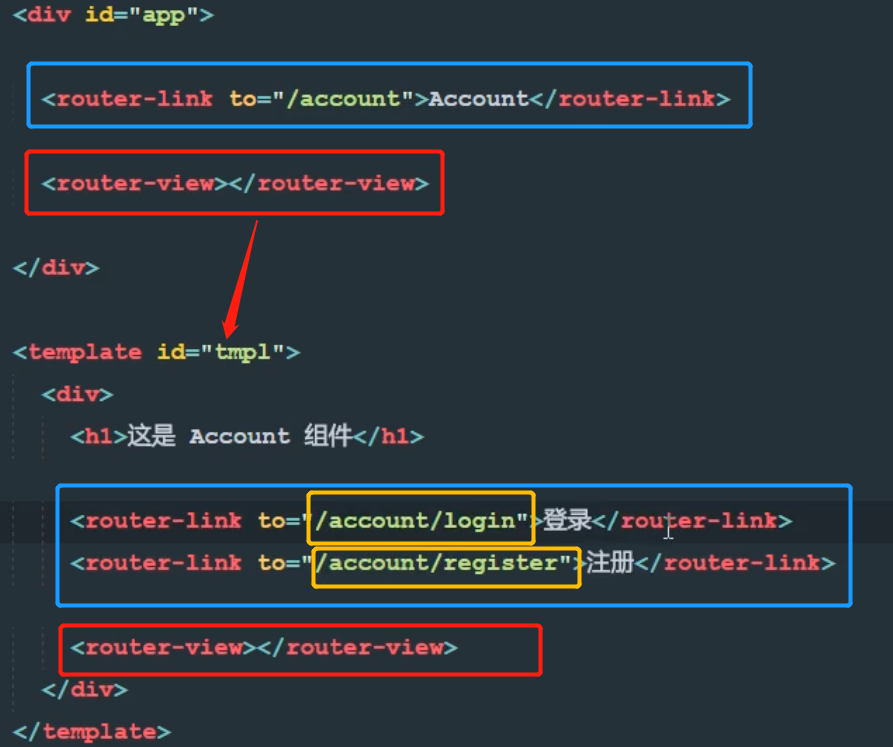 <div id="app">
<router-link to="/account">Account</router-link>
<router-view></router-view>
</div>
<template id="tmpl">
<div>
<h1>这是 Account 组件</h1>
<router-link to="/account/login">登录</router-link>
<router-link to="/account/register">注册</router-link>
<router-view></router-view>
</div>
</template>